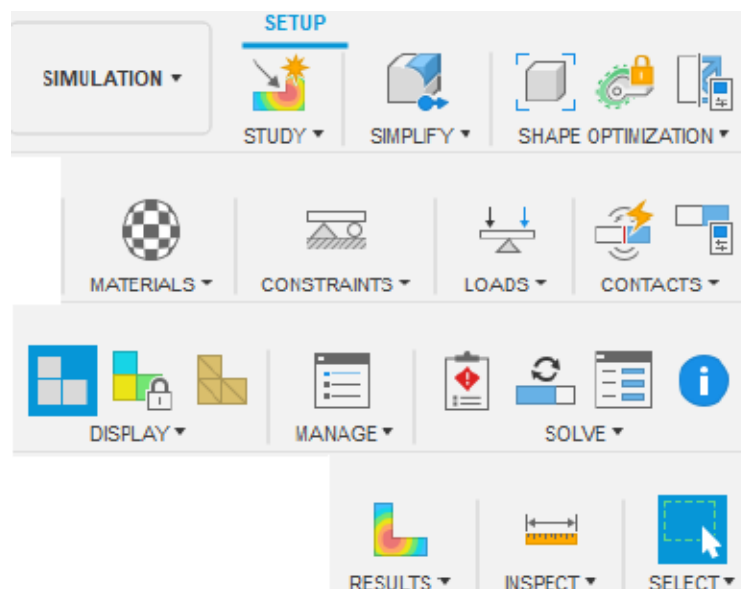 SETUP
SIMULATION
STUDY SIMPLIFY SHAPE OPTIMIZATION
MATERIALS CONSTRAINTS LOADS CONTACTS
DISPLAY MANAGE SOLVE
RESULTS INSPECT SELECT